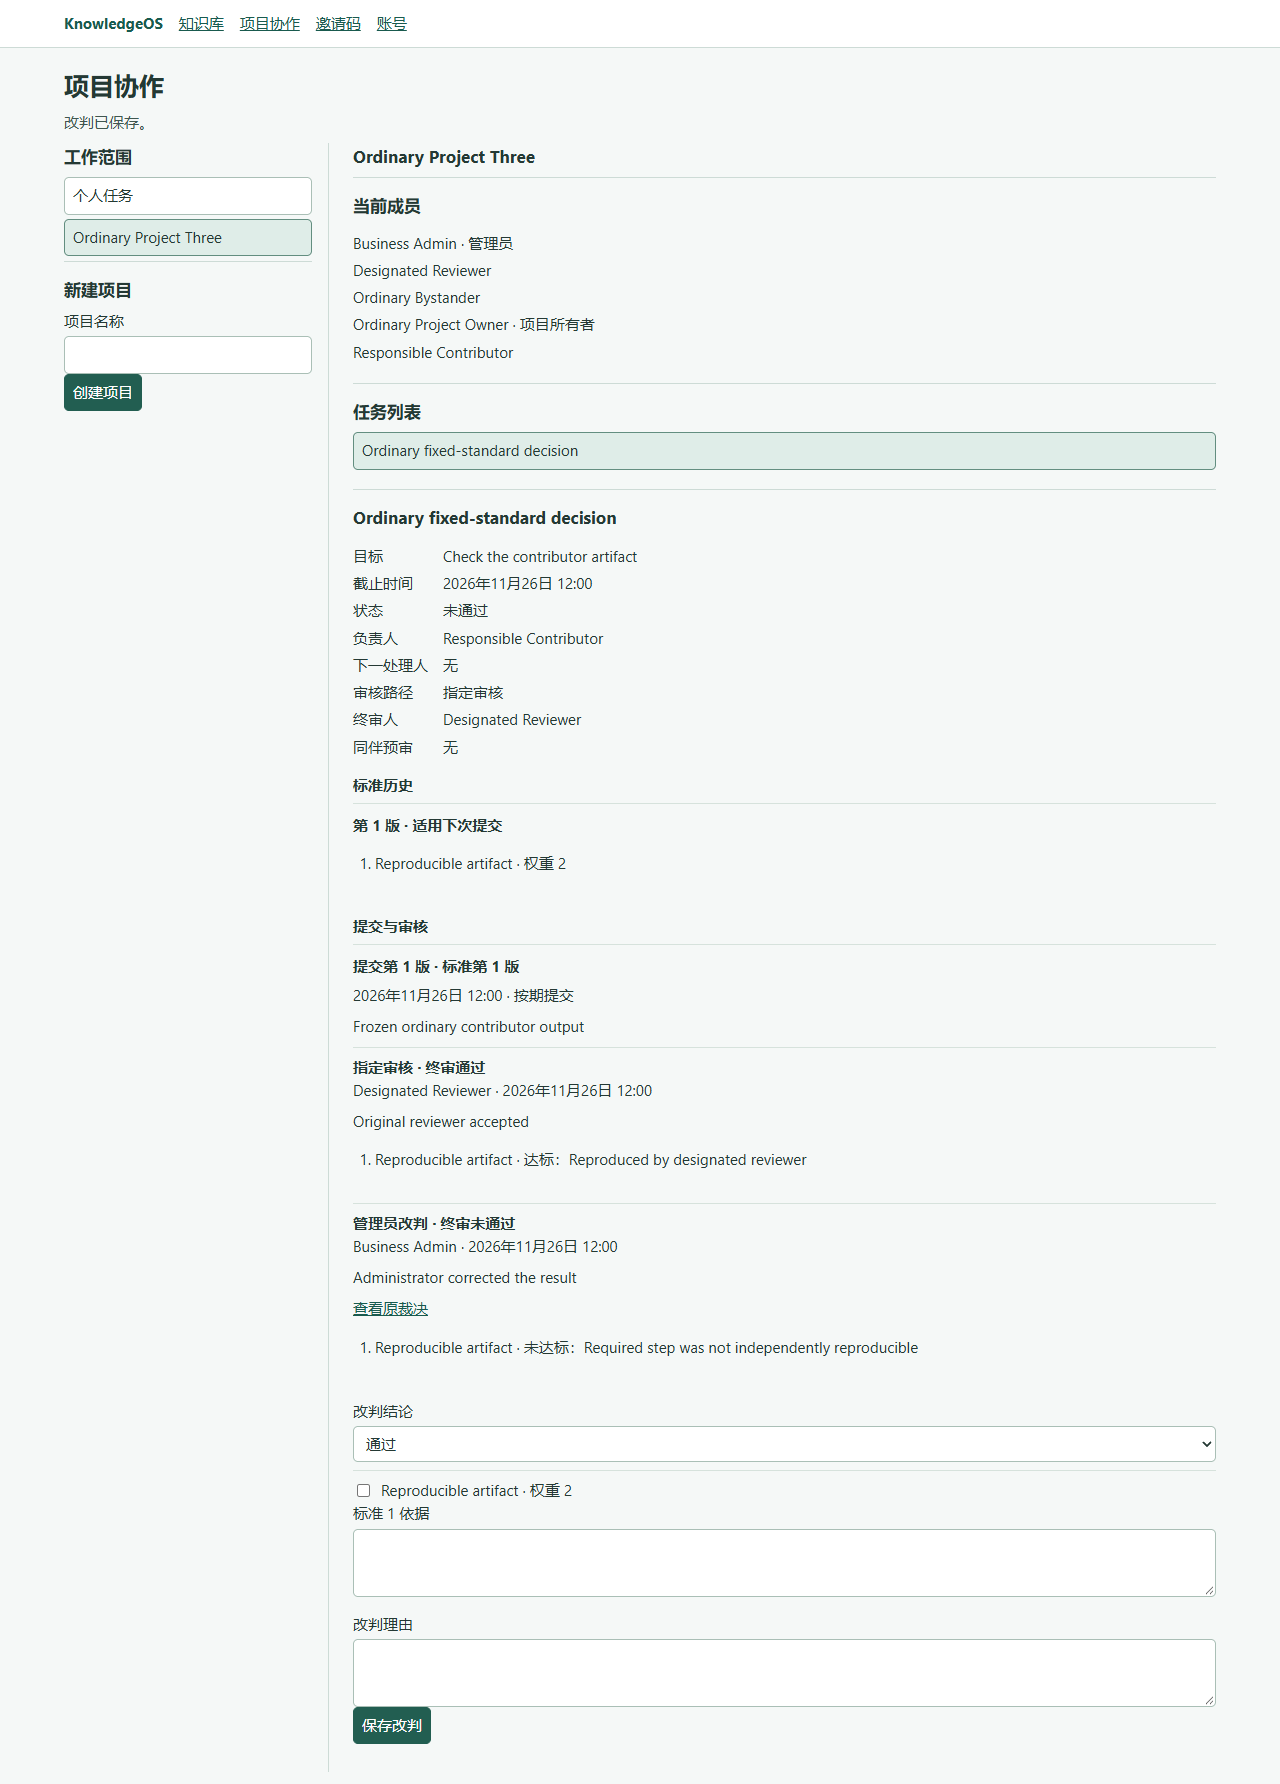 KnowledgeOS 知识库 项目协作 邀请码 账号
项目协作
改判已保存。
工作范围
个人任务
Ordinary Project Three
新建项目
项目名称
创建项目
Ordinary Project Three
当前成员
Business Admin · 管理员
Designated Reviewer
Ordinary Bystander
Ordinary Project Owner · 项目所有者
Responsible Contributor
任务列表
Ordinary fixed-standard decision
Ordinary fixed-standard decision
目标 Check the contributor artifact
截止时间 2026年11月26日 12:00
状态 未通过
负责人 Responsible Contributor
下一处理人 无
审核路径 指定审核
终审人 Designated Reviewer
同伴预审 无
标准历史
第 1 版 · 适用下次提交
1. Reproducible artifact · 权重 2
提交与审核
提交第 1 版 · 标准第 1 版
2026年11月26日 12:00 · 按期提交
Frozen ordinary contributor output
指定审核 · 终审通过
Designated Reviewer · 2026年11月26日 12:00
Original reviewer accepted
1. Reproducible artifact · 达标：Reproduced by designated reviewer
管理员改判 · 终审未通过
Business Admin · 2026年11月26日 12:00
Administrator corrected the result
查看原裁决
1. Reproducible artifact · 未达标：Required step was not independently reproducible
改判结论
通过
Reproducible artifact · 权重 2
标准 1 依据
改判理由
保存改判